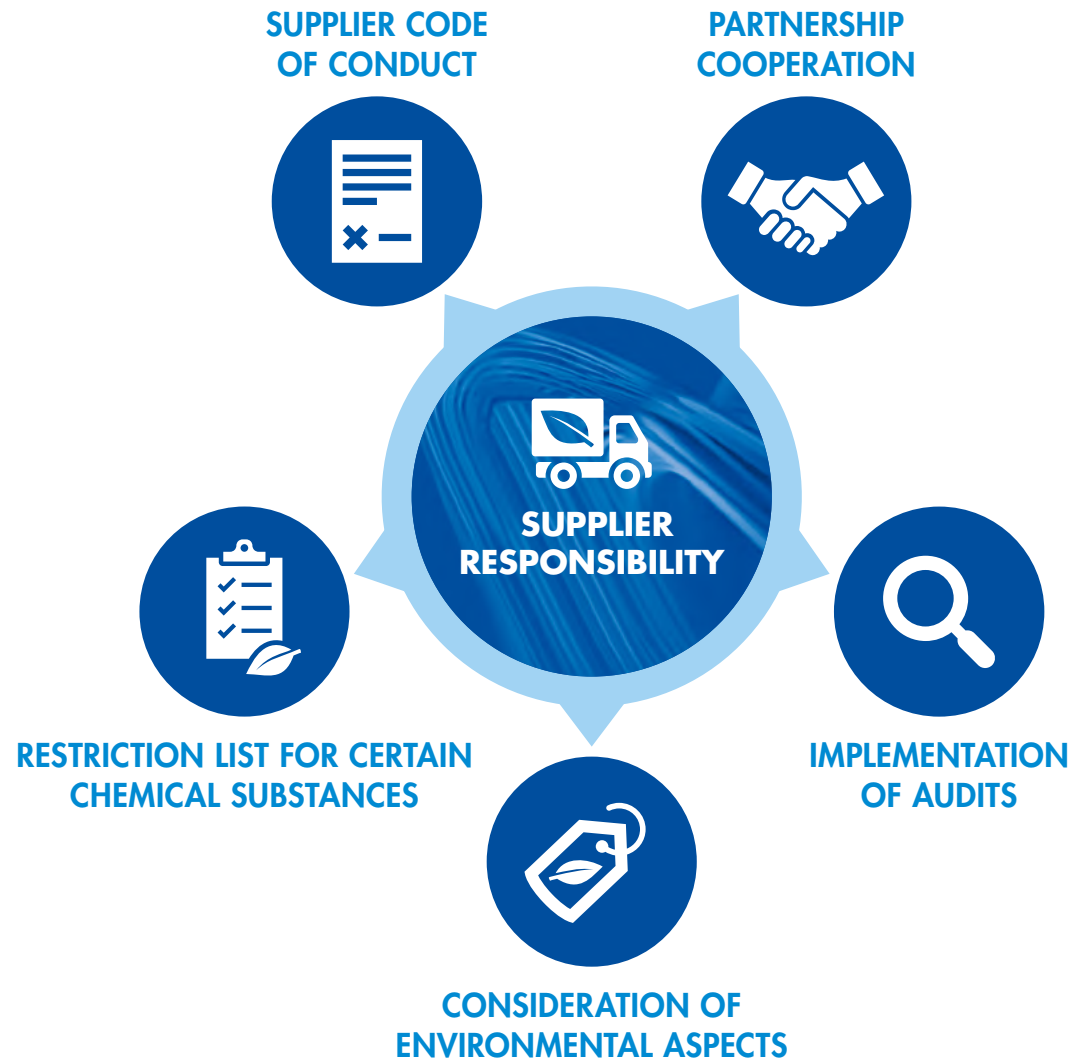 SUPPLIER CODE
OF CONDUCT
PARTNERSHIP
COOPERATION
SUPPLIER
RESPONSIBILITY
RESTRICTION LIST FOR CERTAIN
CHEMICAL SUBSTANCES
IMPLEMENTATION
OF AUDITS
CONSIDERATION OF
ENVIRONMENTAL ASPECTS